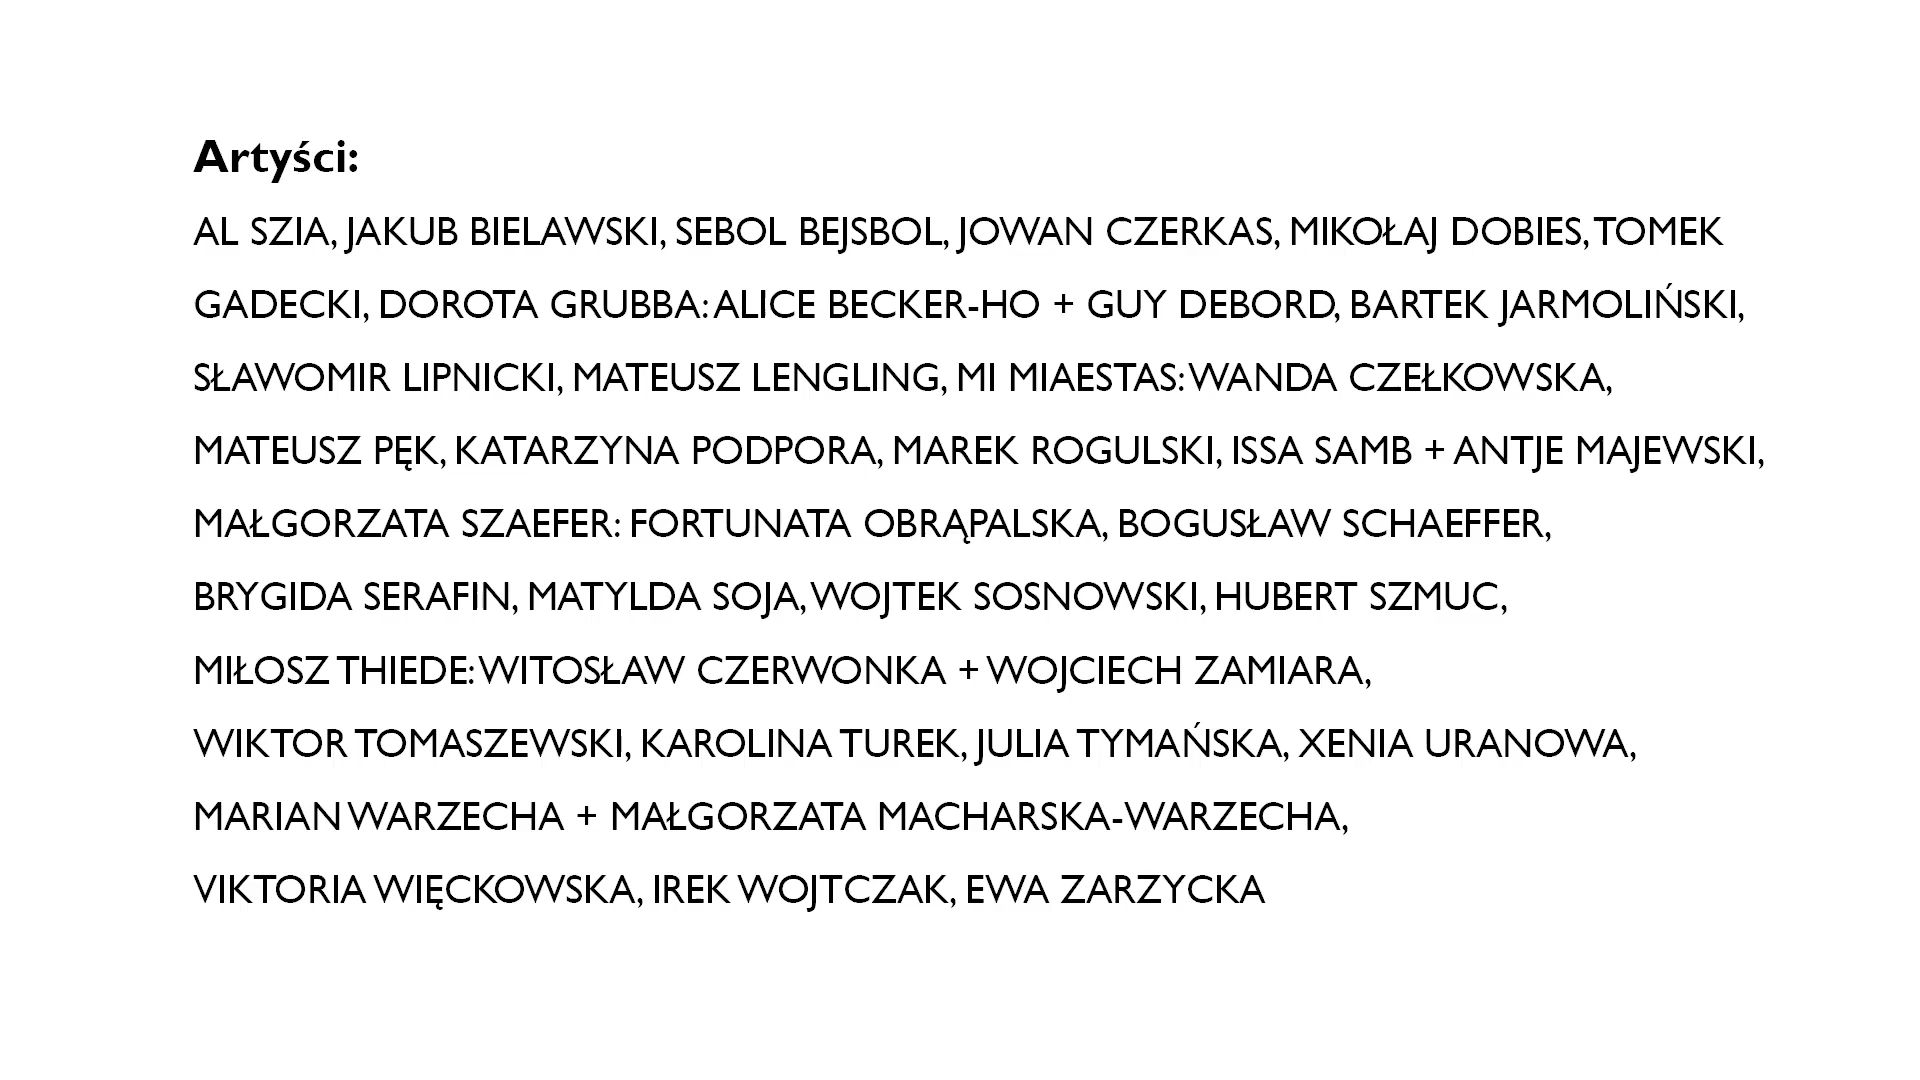 Artyści:
AL SZIA, JAKUB BIELAWSKI, SEBOL BEJSBOL, JOWAN CZERKAS, MIKOŁAJ DOBIES, TOMEK
GADECKI, DOROTA GRUBBA: ALICE BECKER-HO + GUY DEBORD, BARTEK JARMOLIŃSKI,
SŁAWOMIR LIPNICKI, MATEUSZ LENGLING, MI MIAESTAS: WANDA CZEŁKOWSKA,
MATEUSZ PĘK, KATARZYNA PODPORA, MAREK ROGULSKI, ISSA SAMB + ANTJE MAJEWSKI,
MAŁGORZATA SZAEFER: FORTUNATA OBRĄPALSKA, BOGUSŁAW SCHAEFFER,
BRYGIDA SERAFIN, MATYLDA SOJA, WOJTEK SOSNOWSKI, HUBERT SZMUC,
MIŁOSZ THIEDE: WITOSŁAW CZERWONKA + WOJCIECH ZAMIARA,
WIKTOR TOMASZEWSKI, KAROLINA TUREK, JULIA TYMAŃSKA, XENIA URANOWA,
MARIAN WARZECHA + MAŁGORZATA MACHARSKA-WARZECHA,
VIKTORIA WIĘCKOWSKA, IREK WOJTCZAK, EWA ZARZYCKA